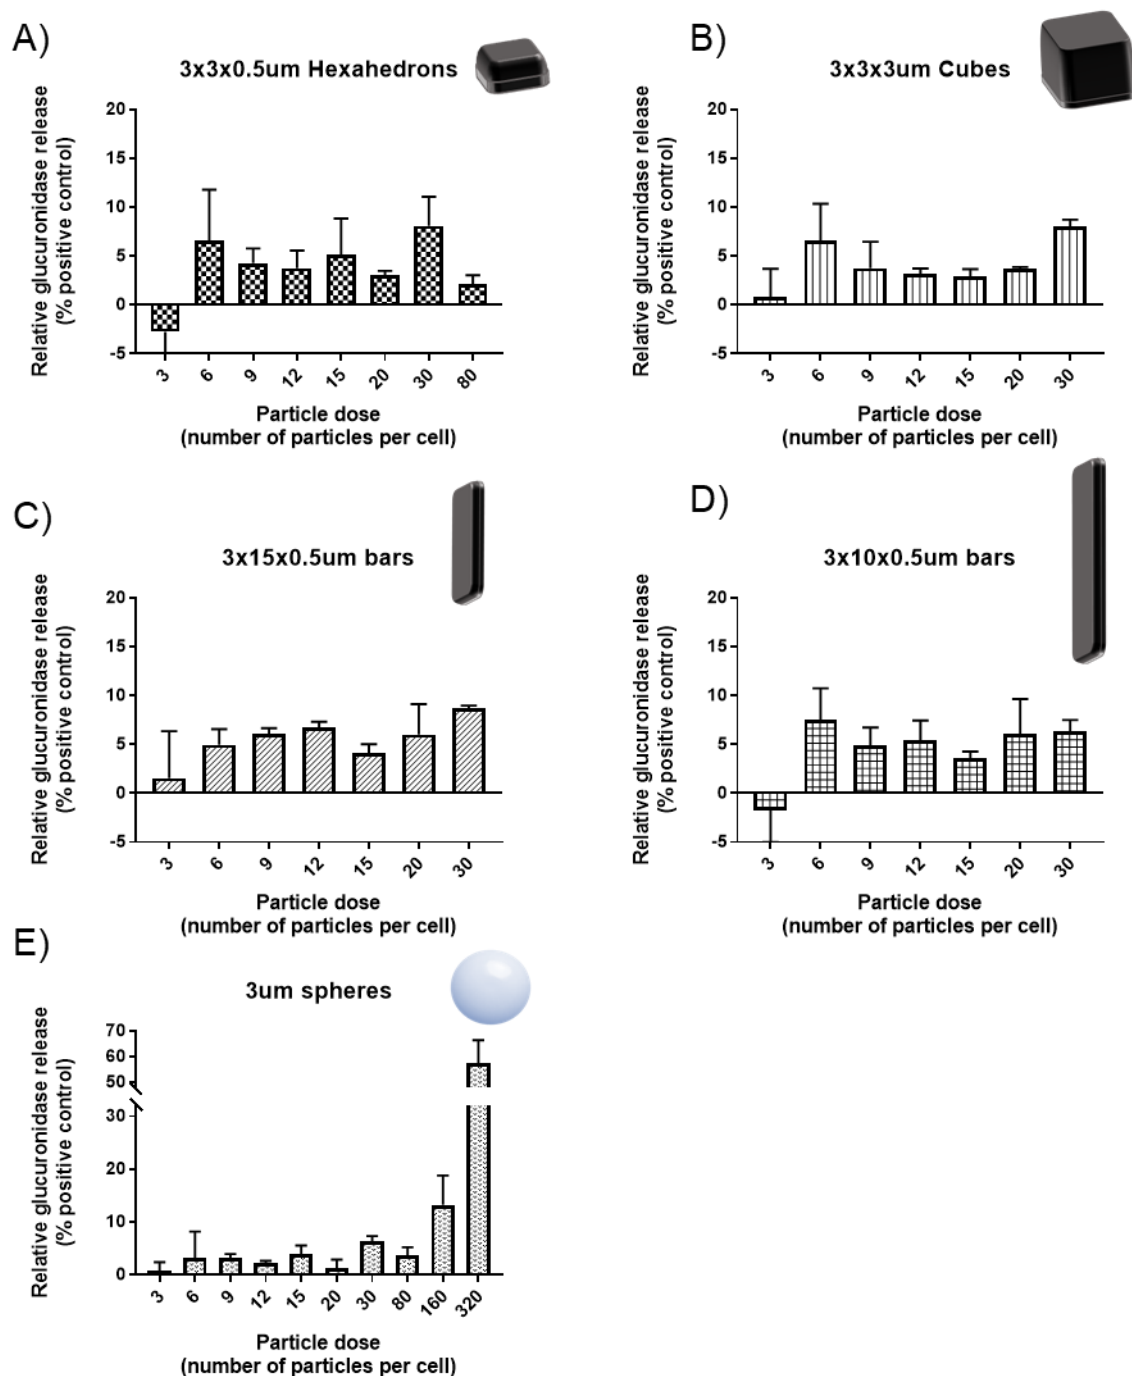 A)
3x3x0.5um Hexahedrons
Relative glucuronidase release
(% positive control)
20
15
10
5
0
-5
3 6 9 12 15 20 30 80
Particle dose
(number of particles per cell)
B)
3x3x3um Cubes
Relative glucuronidase release
(% positive control)
20
15
10
5
0
-5
3 6 9 12 15 20 30
Particle dose
(number of particles per cell)
C)
3x15x0.5um bars
Relative glucuronidase release
(% positive control)
20
15
10
5
0
-5
3 6 9 12 15 20 30
Particle dose
(number of particles per cell)
D)
3x10x0.5um bars
Relative glucuronidase release
(% positive control)
20
15
10
5
0
-5
3 6 9 12 15 20 30
Particle dose
(number of particles per cell)
E)
3um spheres
Relative glucuronidase release
(% positive control)
70
60
50
30
20
10
0
3 6 9 12 15 20 30 80 160 320
Particle dose
(number of particles per cell)